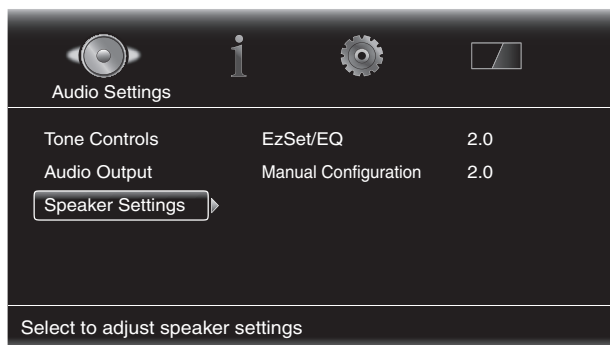 Audio Settings
Tone Controls EzSet/EQ 2.0
Audio Output Manual Configuration 2.0
Speaker Settings
Select to adjust speaker settings